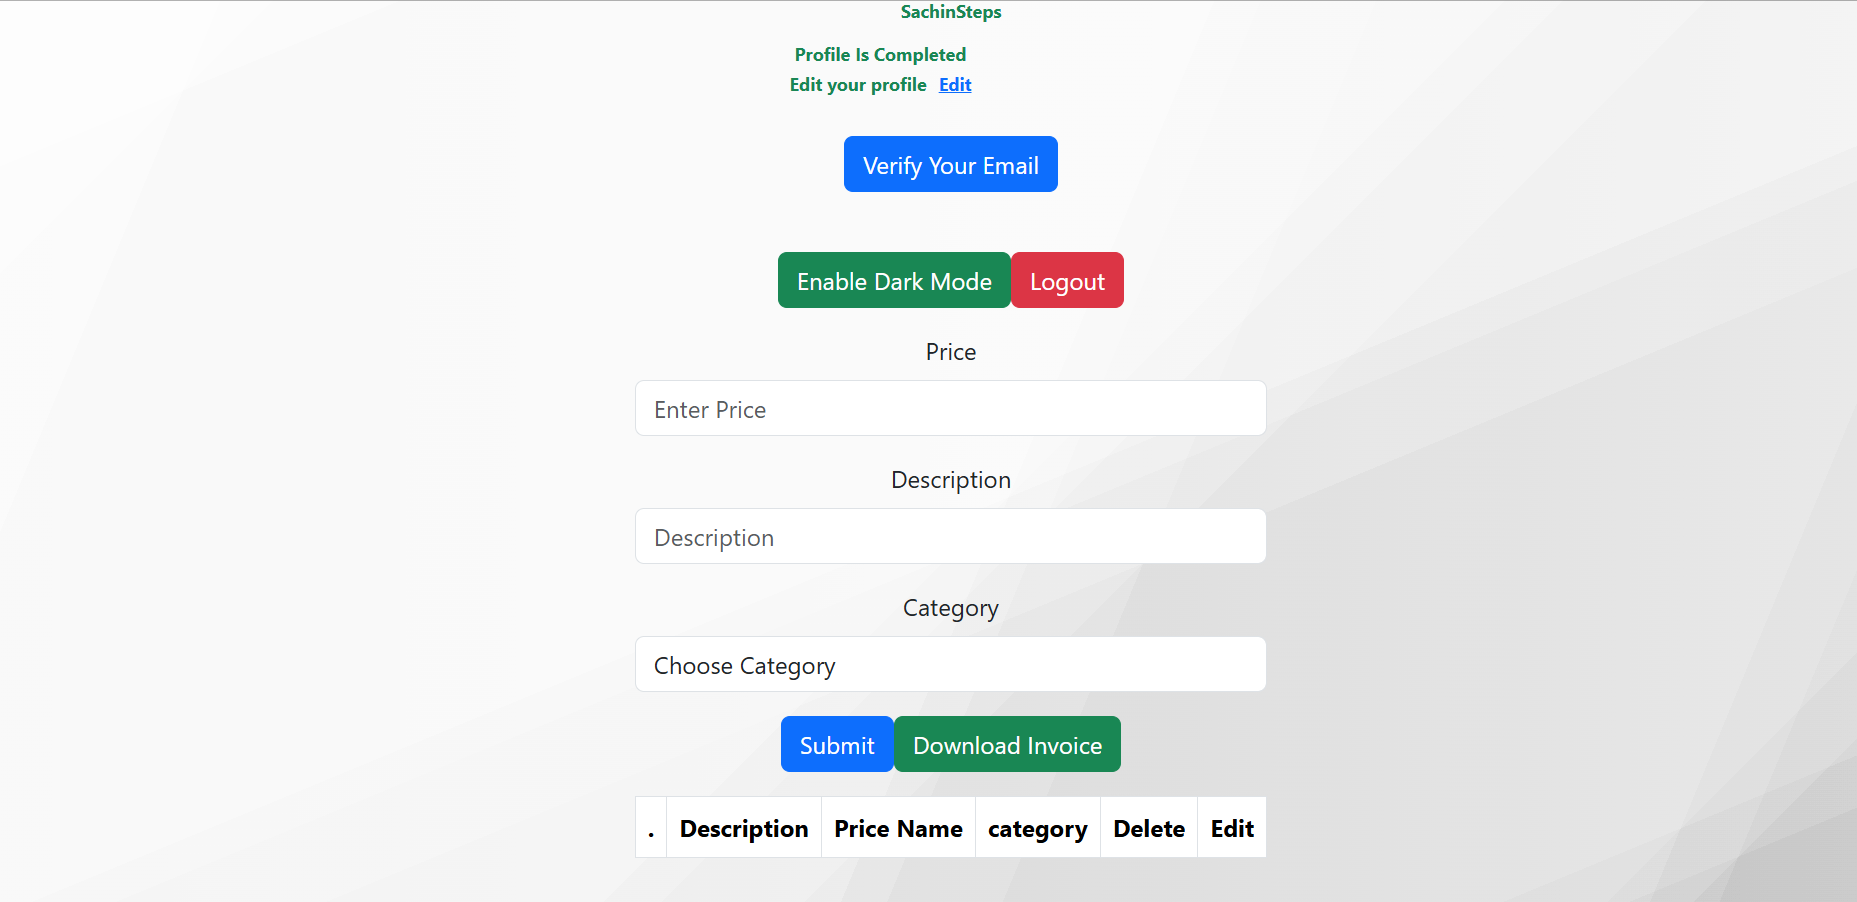 SachinSteps
Profile Is Completed
Edit your profile Edit
Verify Your Email
Enable Dark Mode Logout
Price
Enter Price
Description
Description
Category
Choose Category
Submit Download Invoice
. Description Price Name category Delete Edit